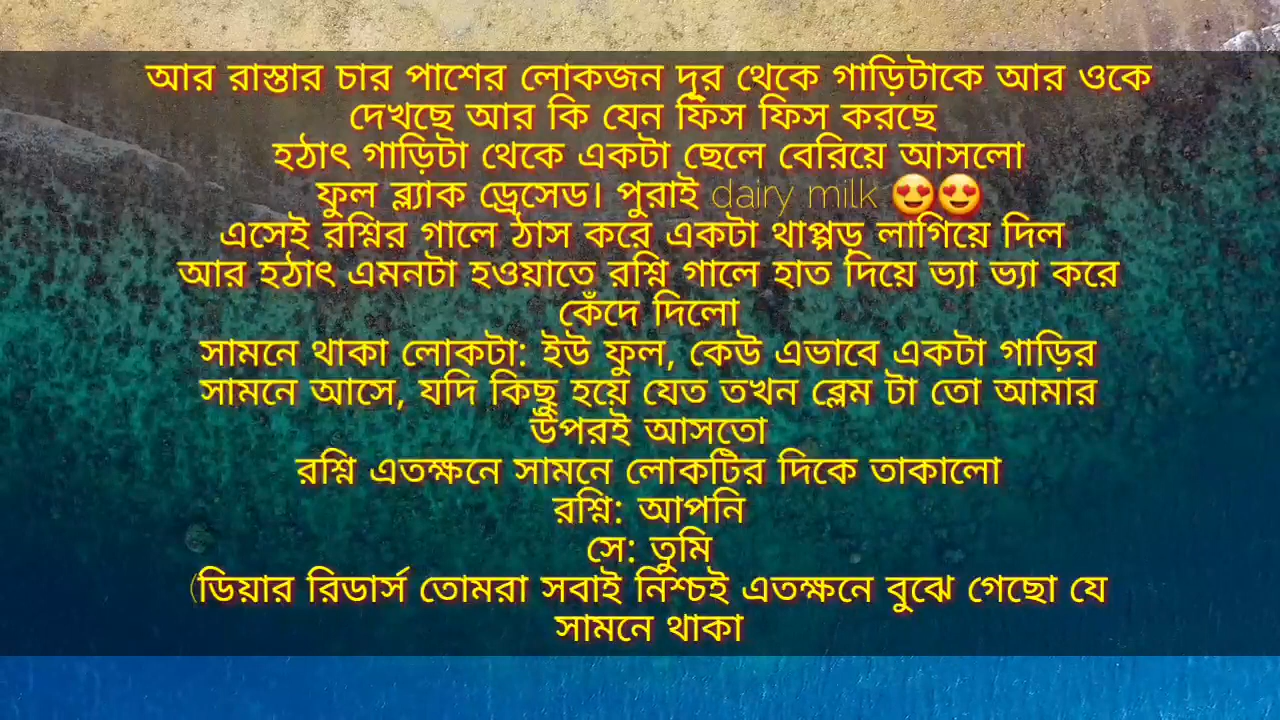 আর রাস্তার চার পাশের লোকজন দূর থেকে গাড়িটাকে আর ওকে
দেখছে আর কি যেন ফিস ফিস করছে
হঠাৎ গাড়িটা থেকে একটা ছেলে বেরিয়ে আসলো
ফুল ব্ল্যাক ড্রেসেড। পুরাই dairy milk 😍😍
এসেই রশ্নির গালে ঠাস করে একটা থাপ্পড় লাগিয়ে দিল
আর হঠাৎ এমনটা হওয়াতে রশ্নি গালে হাত দিয়ে ভ্যা ভ্যা করে
কেঁদে দিলো
সামনে থাকা লোকটা: ইউ ফুল, কেউ এভাবে একটা গাড়ির
সামনে আসে, যদি কিছু হয়ে যেত তখন ব্লেম টা তো আমার
উপরই আসতো
রশ্নি এতক্ষনে সামনে লোকটির দিকে তাকালো
রশ্নি: আপনি
সে: তুমি
(ডিয়ার রিডার্স তোমরা সবাই নিশ্চই এতক্ষনে বুঝে গেছো যে
সামনে থাকা